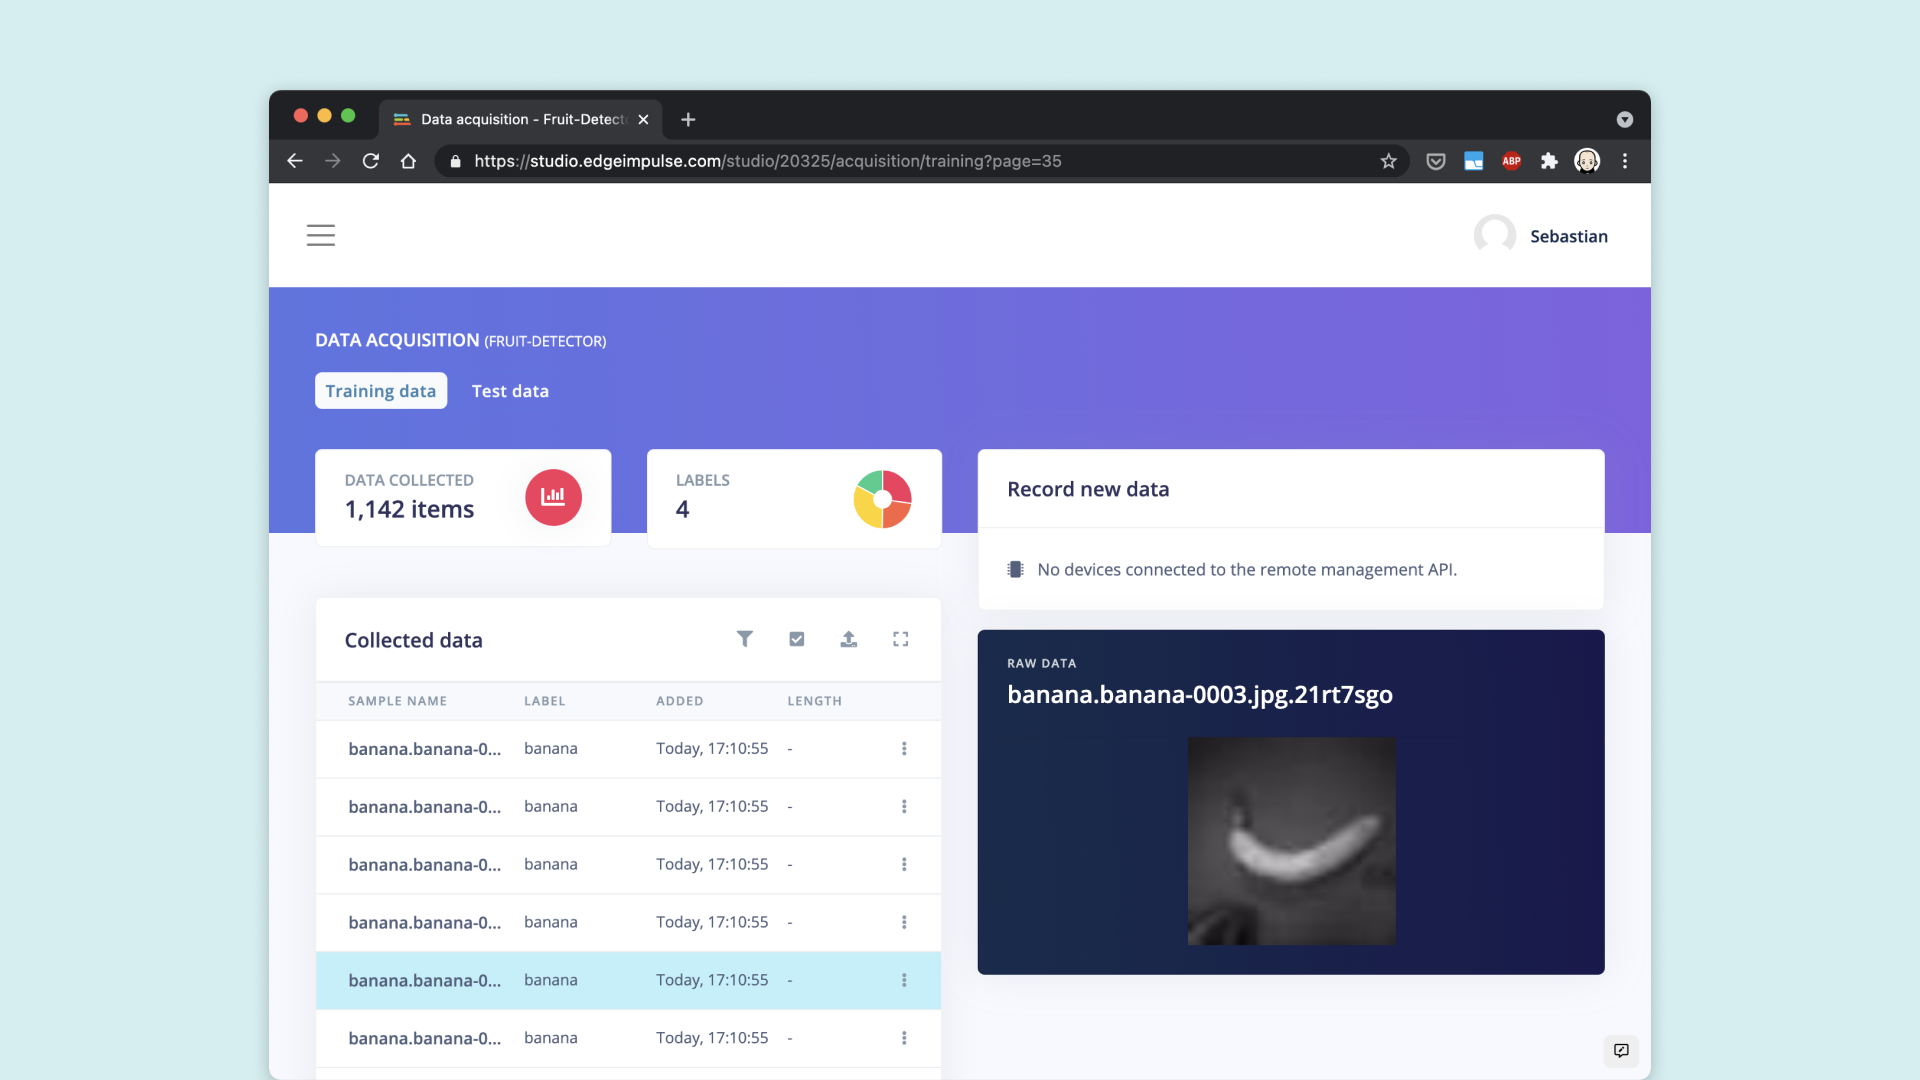 Data acquisition - Fruit-Detect
https://studio.edgeimpulse.com/studio/20325/acquisition/training?page=35
ABP
Sebastian
DATA ACQUISITION (FRUIT-DETECTOR)
Training data
Test data
DATA COLLECTED
1,142 items
LABELS
4
Record new data
No devices connected to the remote management API.
Collected data
SAMPLE NAME LABEL ADDED LENGTH
banana.banana-0... banana Today, 17:10:55 -
banana.banana-0... banana Today, 17:10:55 -
banana.banana-0... banana Today, 17:10:55 -
banana.banana-0... banana Today, 17:10:55 -
banana.banana-0... banana Today, 17:10:55 -
banana.banana-0... banana Today, 17:10:55 -
RAW DATA
banana.banana-0003.jpg.21rt7sgo